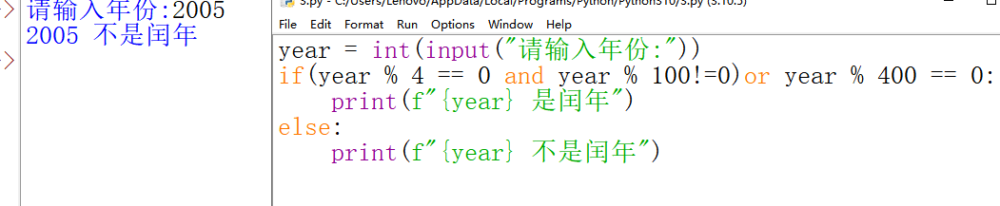 请输入年份:2005
2005 不是闰年
3.py - C:/Users/Lenovo/AppData/Local/Programs/Python/Python310/3.py (3.10.5)
File Edit Format Run Options Window Help
year = int(input("请输入年份:"))
if(year % 4 == 0 and year % 100!=0)or year % 400 == 0:
    print(f"{year} 是闰年")
else:
    print(f"{year} 不是闰年")